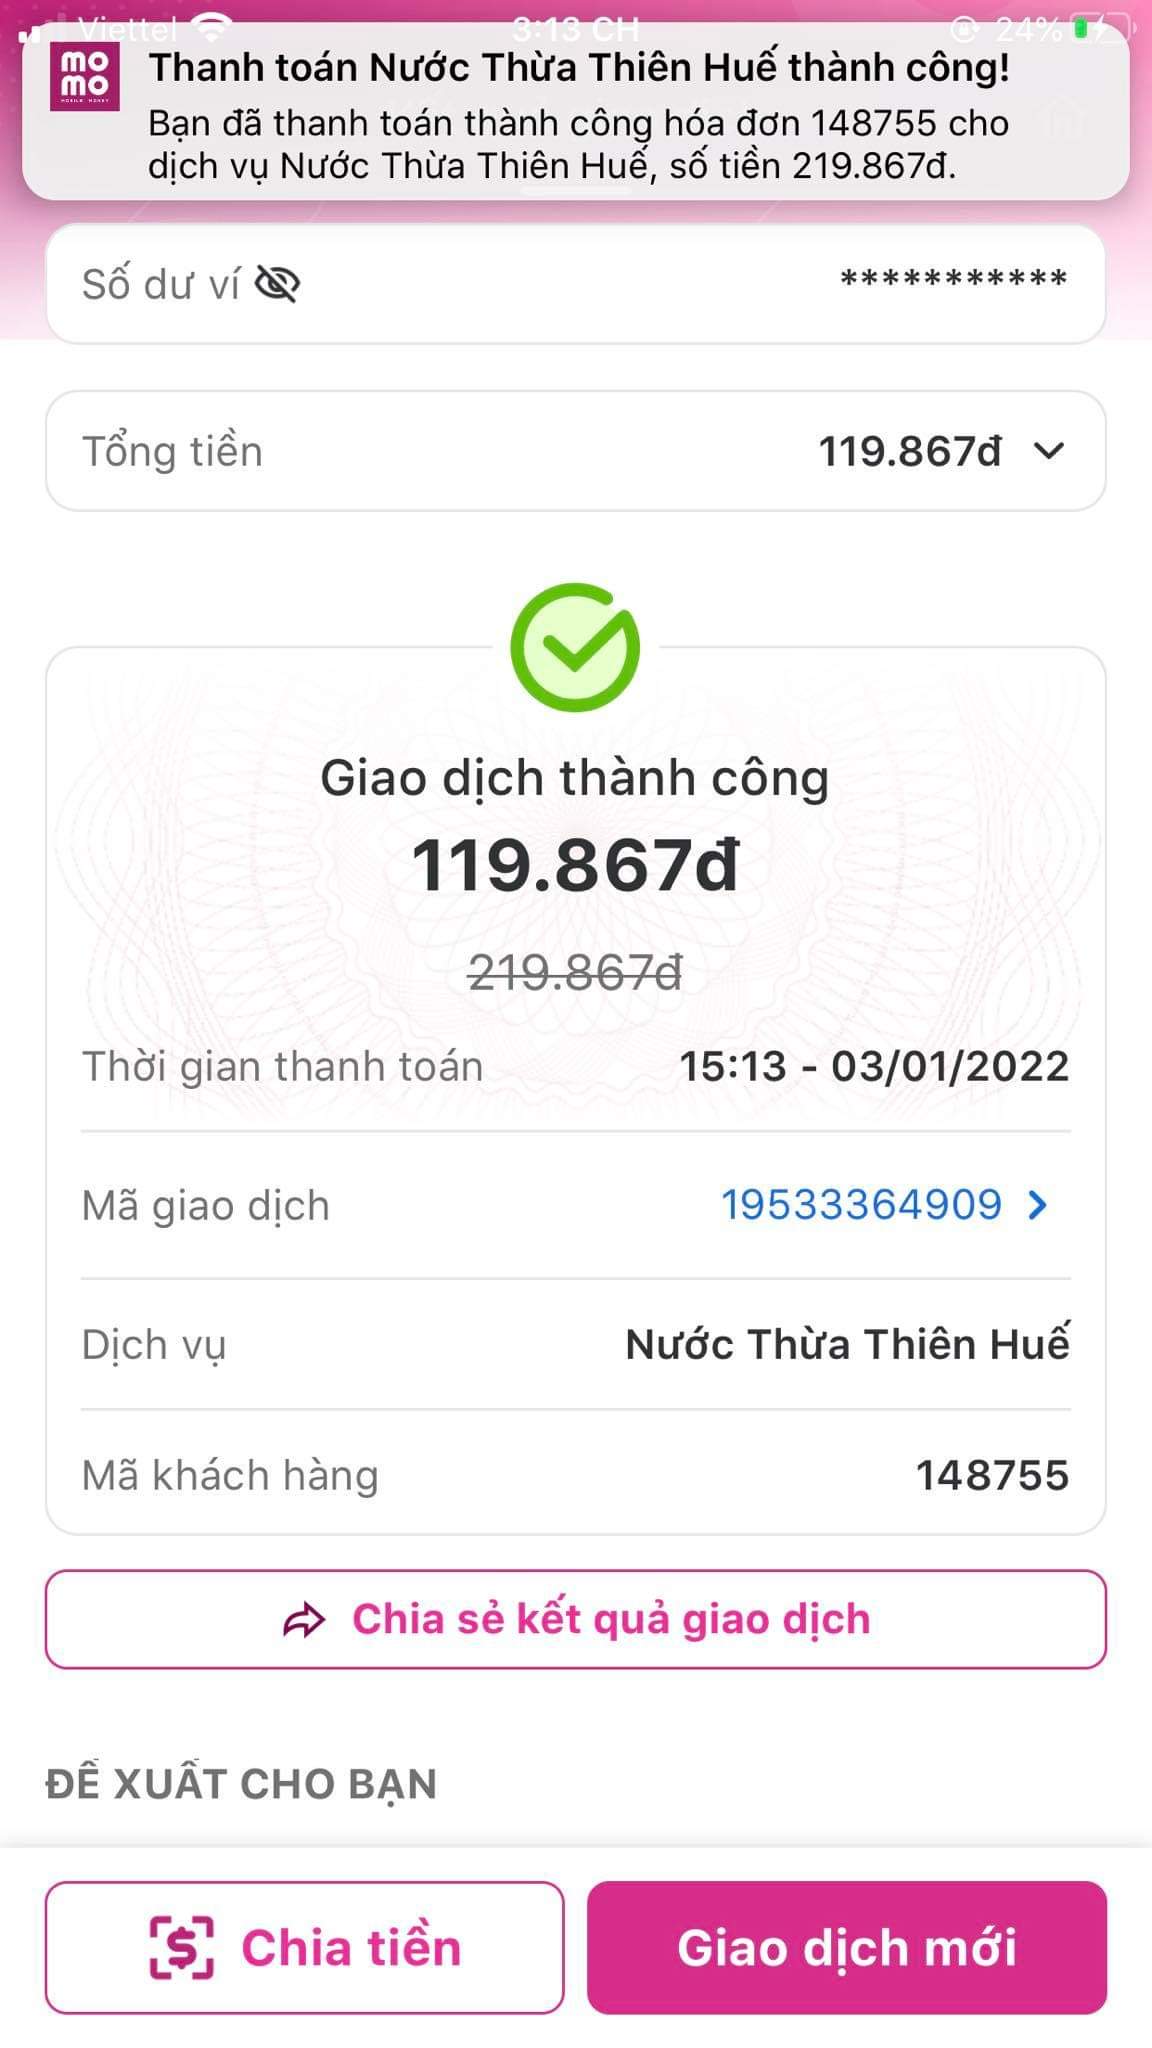 Viettel 3:13 CH 24%
MOMO
MOBILE MONEY
Thanh toán Nước Thừa Thiên Huế thành công!
Bạn đã thanh toán thành công hóa đơn 148755 cho
dịch vụ Nước Thừa Thiên Huế, số tiền 219.867đ.
Số dư ví ***********
Tổng tiền 119.867đ
Giao dịch thành công
119.867đ
219.867đ
Thời gian thanh toán 15:13 - 03/01/2022
Mã giao dịch 19533364909
Dịch vụ Nước Thừa Thiên Huế
Mã khách hàng 148755
Chia sẻ kết quả giao dịch
ĐỀ XUẤT CHO BẠN
Chia tiền
Giao dịch mới